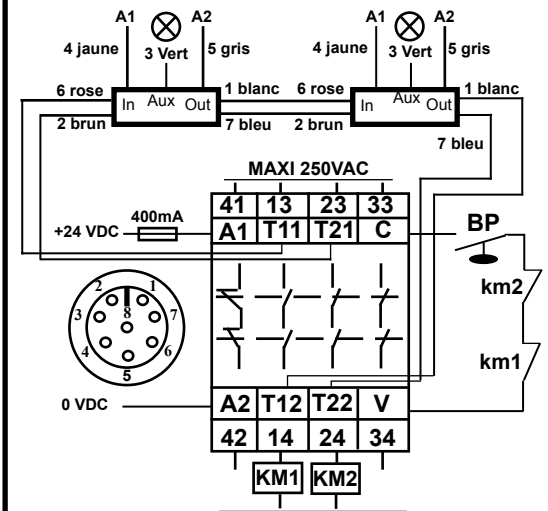 A1 A2 A1 A2
4 jaune 3 Vert 5 gris 4 jaune 3 Vert 5 gris
6 rose In Aux Out 1 blanc 6 rose In Aux Out 1 blanc
2 brun 7 bleu 2 brun
7 bleu
MAXI 250VAC
41 13 23 33
400mA
+24 VDC A1 T11 T21 C BP
km2
2 1
3 8 7
4 6
5
km1
0 VDC A2 T12 T22 V
42 14 24 34
KM1 KM2